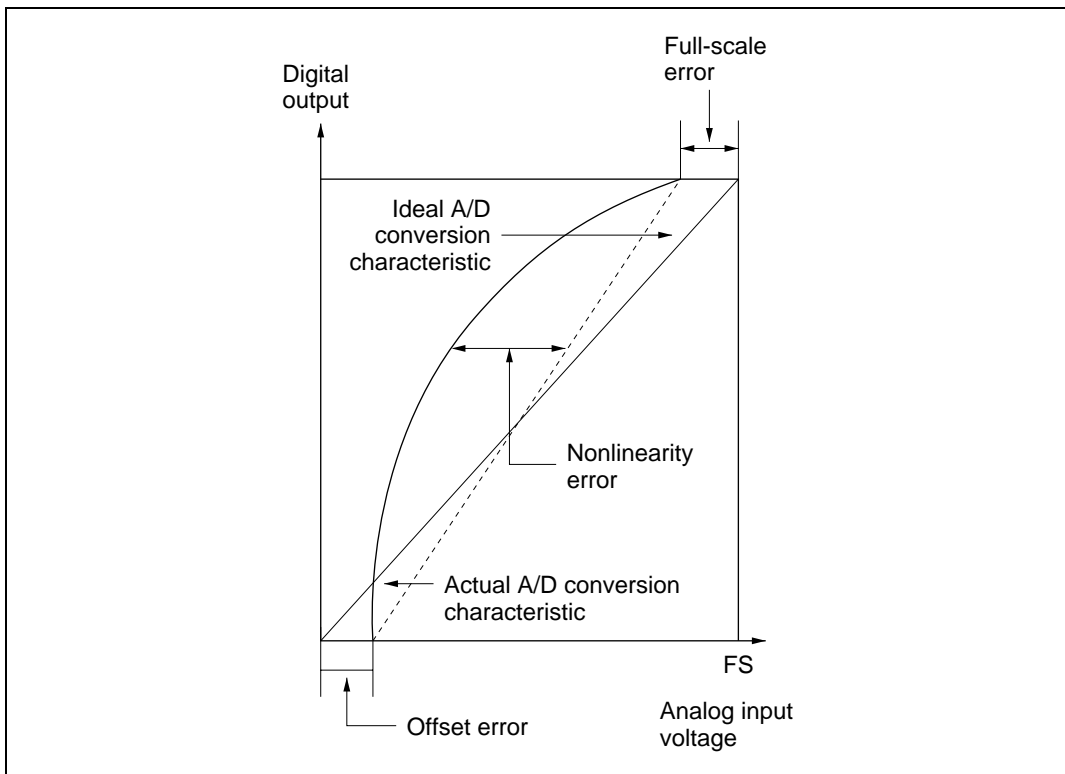 Full-scale
error
Digital
output
Ideal A/D
conversion
characteristic
Nonlinearity
error
Actual A/D conversion
characteristic
FS
Offset error
Analog input
voltage